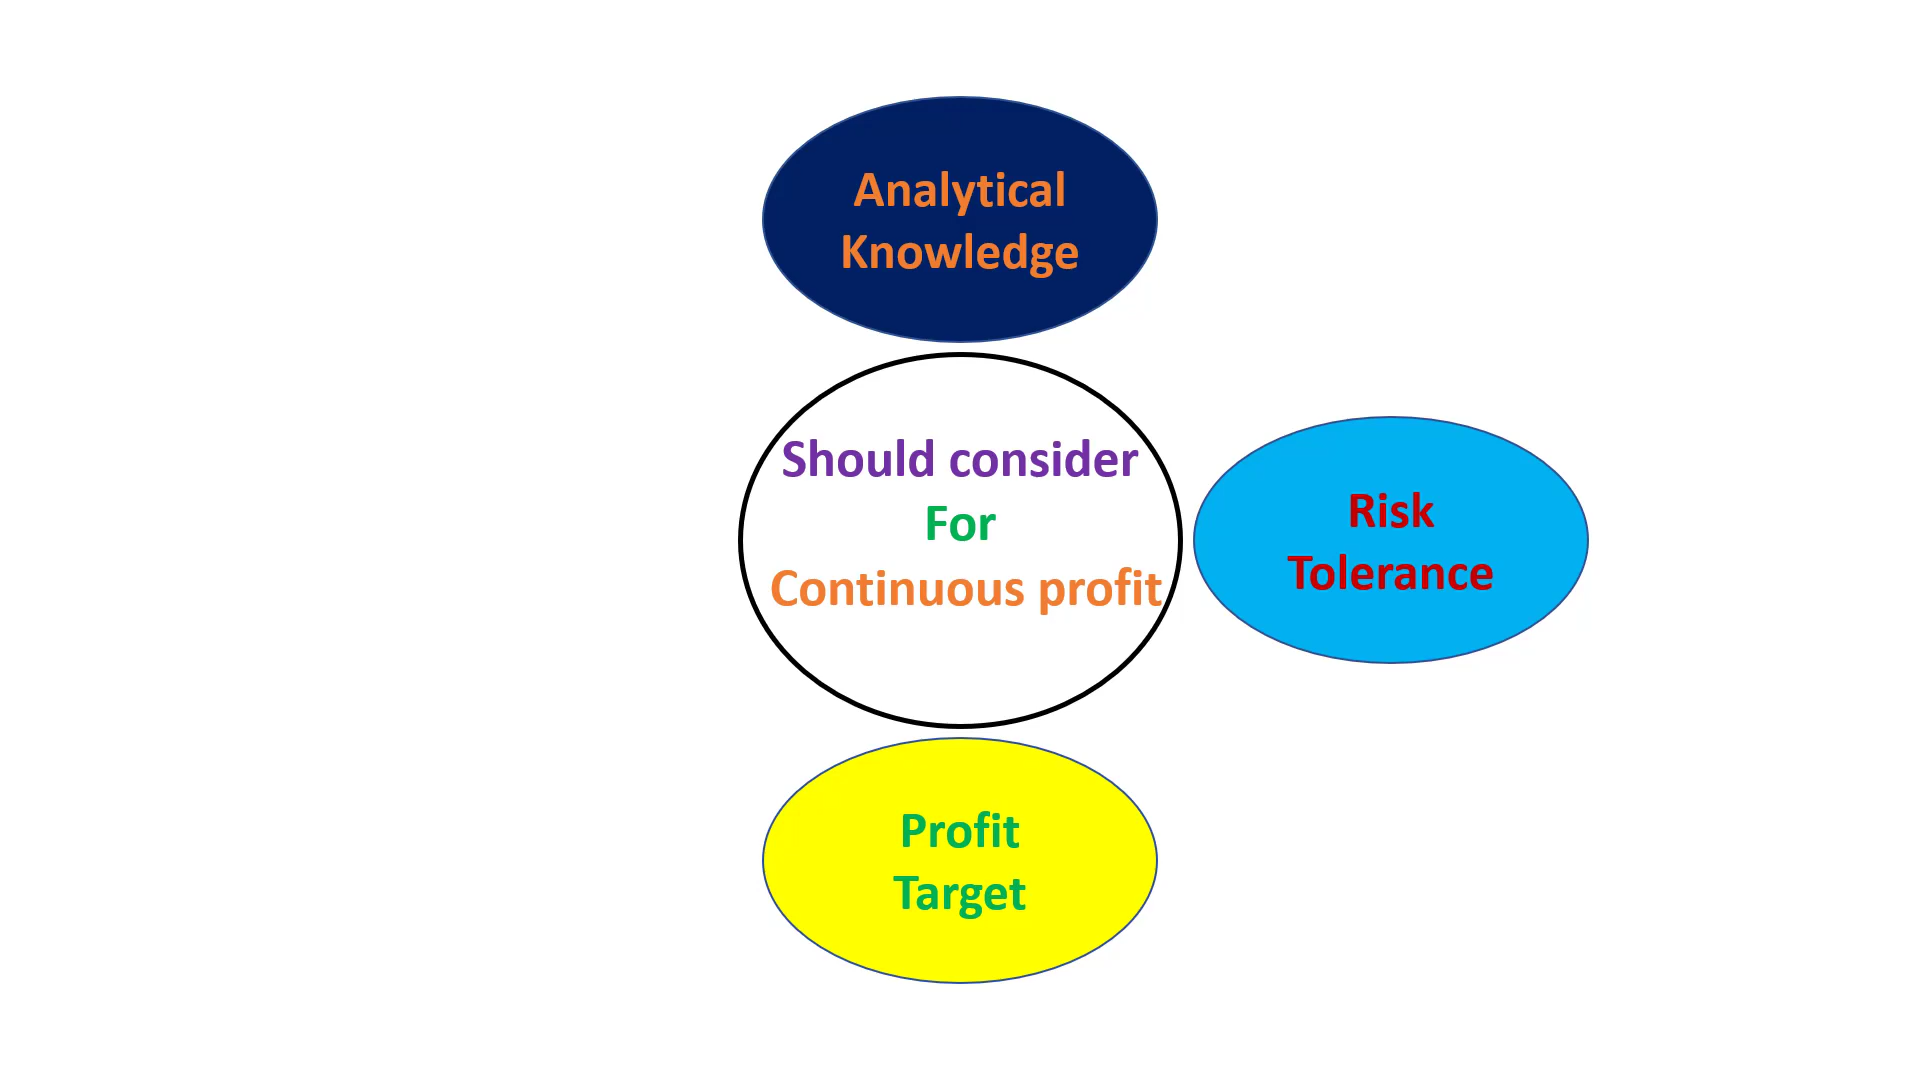 Analytical
Knowledge
Should consider
For
Continuous profit
Risk
Tolerance
Profit
Target